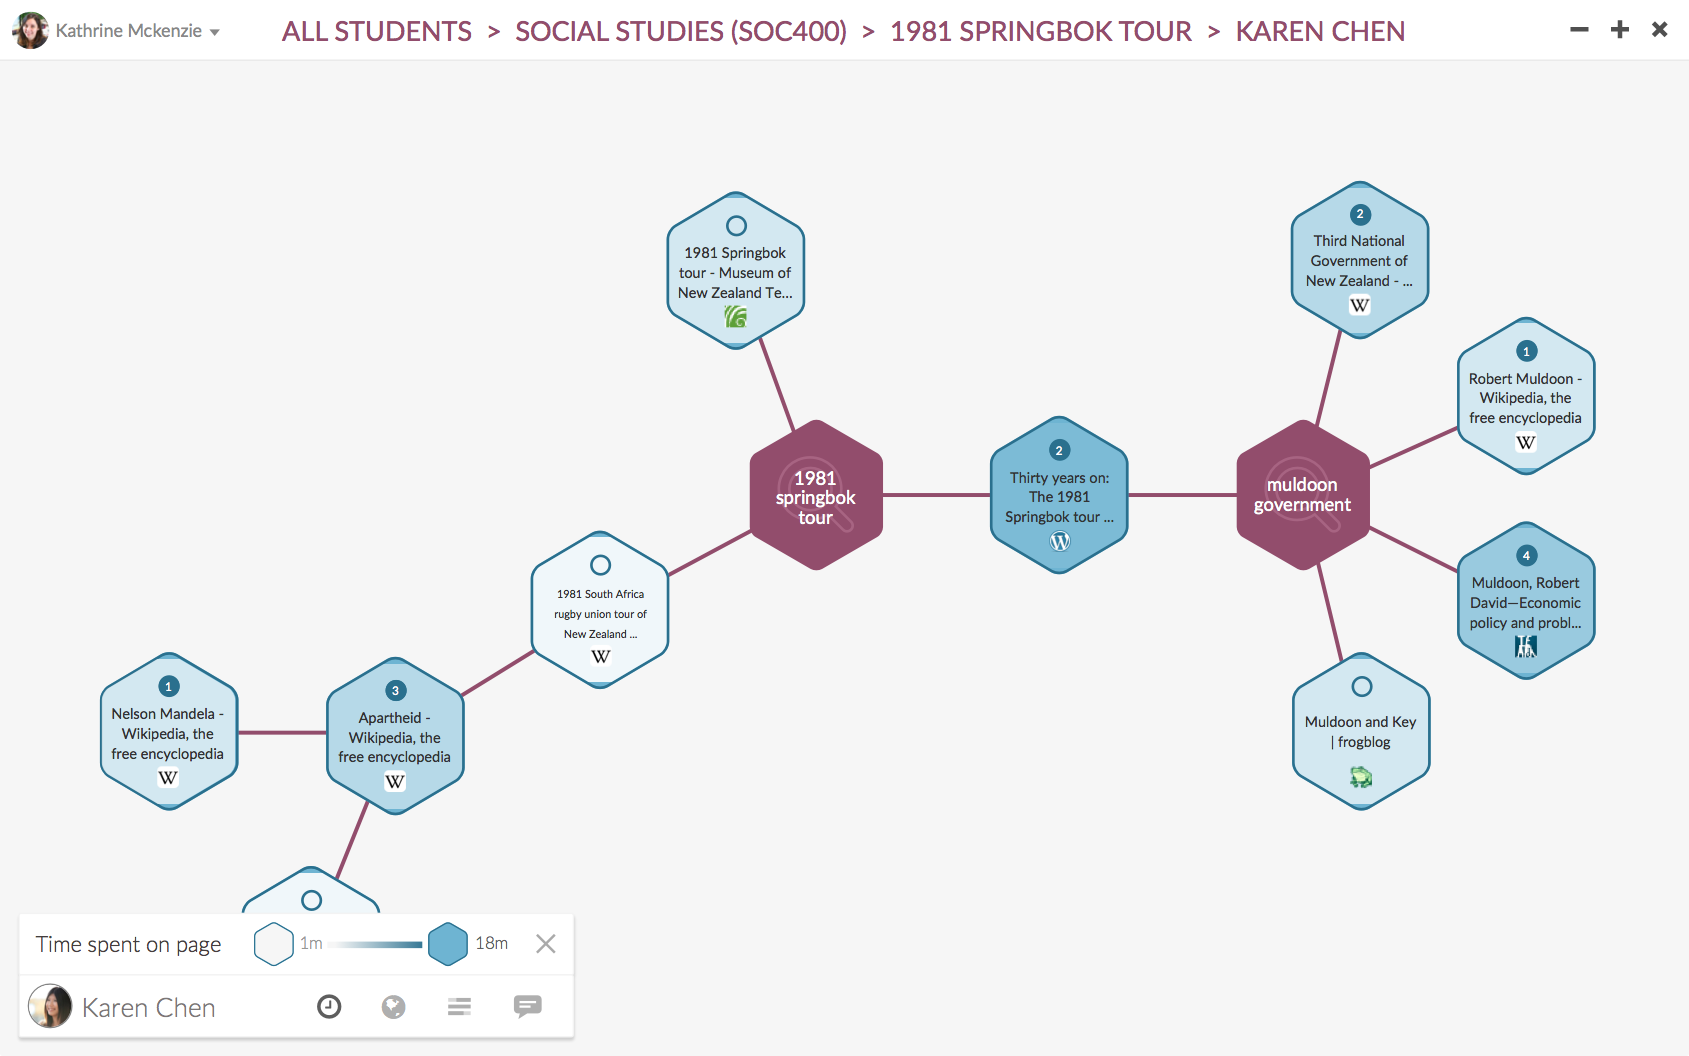 Kathrine Mckenzie
ALL STUDENTS > SOCIAL STUDIES (SOC400) > 1981 SPRINGBOK TOUR > KAREN CHEN
1981 Springbok
tour - Museum of
New Zealand Te...
2
Third National
Government of
New Zealand - ...
W
1
Robert Muldoon -
Wikipedia, the
free encyclopedia
W
1981
springbok
tour
2
Thirty years on:
The 1981
Springbok tour ...
W
muldoon
government
4
Muldoon, Robert
David—Economic
policy and probl...
1981 South Africa
rugby union tour of
New Zealand ...
W
Muldoon and Key
| frogblog
1
Nelson Mandela -
Wikipedia, the
free encyclopedia
W
3
Apartheid -
Wikipedia, the
free encyclopedia
W
Time spent on page 1m 18m
Karen Chen